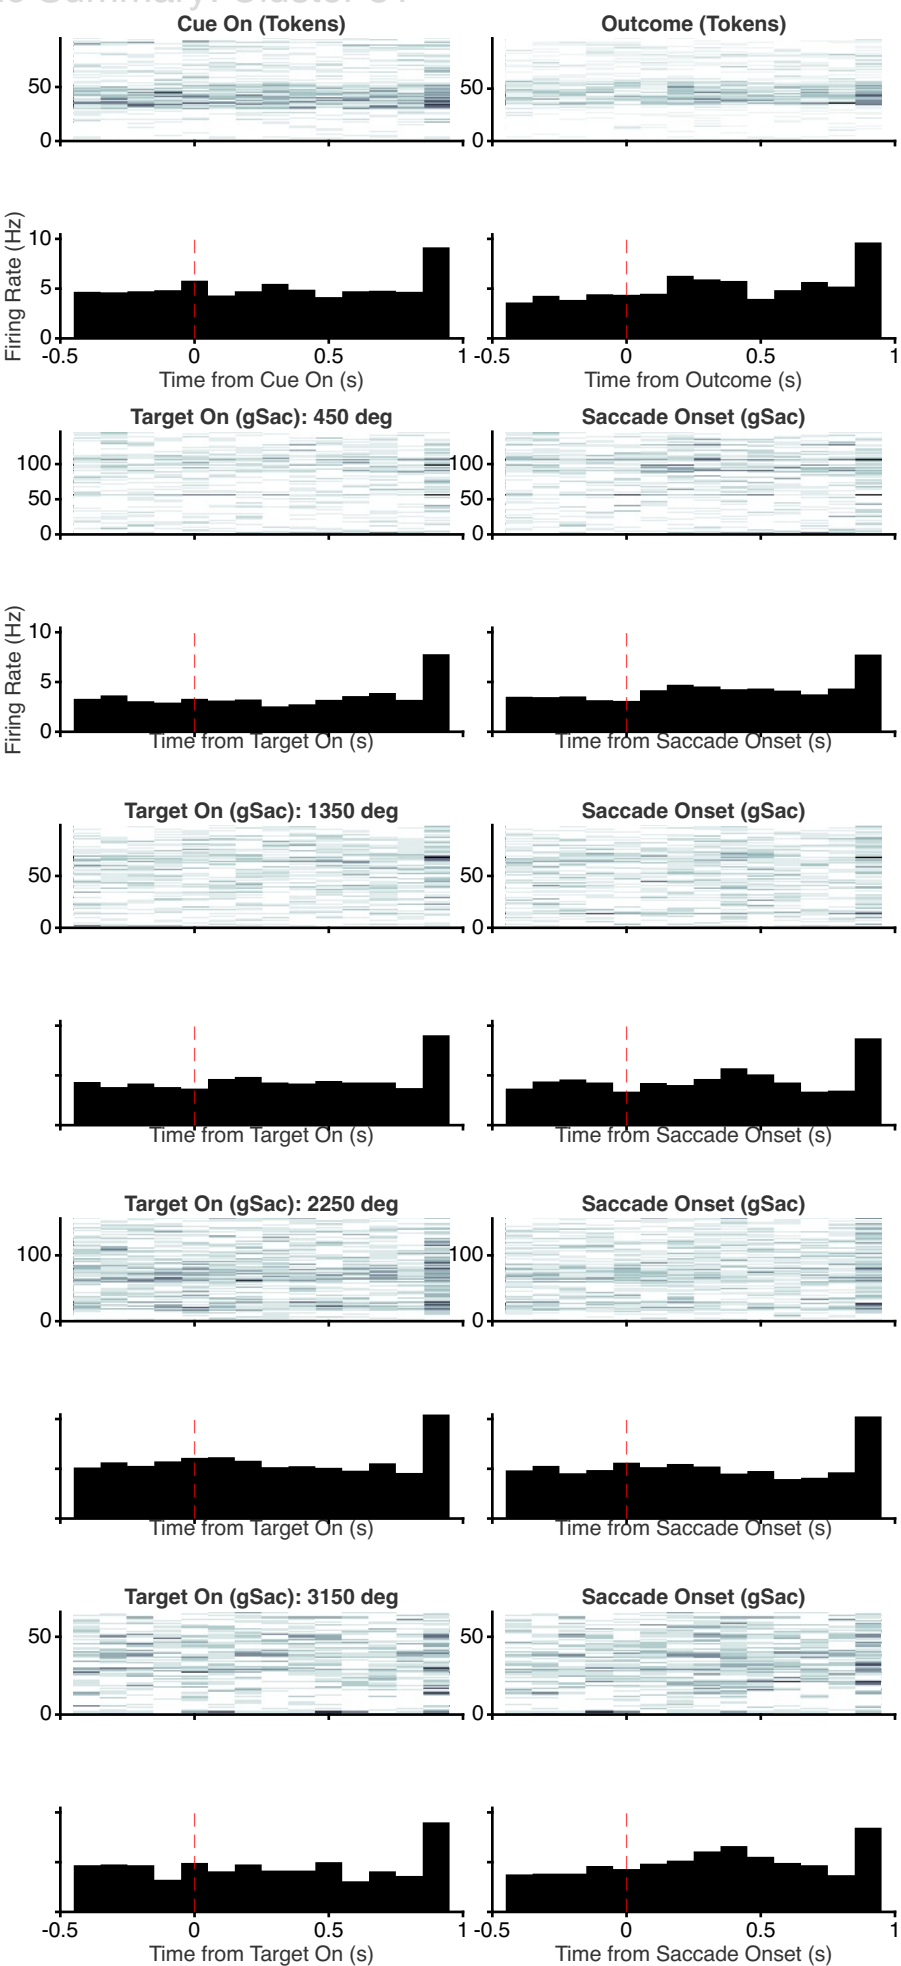 Summary: Cluster
Cue On (Tokens) Outcome (Tokens)
50 50
0 0
Firing Rate (Hz)
10
5
0
-0.5 0 0.5 1 -0.5 0 0.5 1
Time from Cue On (s) Time from Outcome (s)
Target On (gSac): 450 deg Saccade Onset (gSac)
100 100
50 50
0 0
Firing Rate (Hz)
10
5
0
Time from Target On (s) Time from Saccade Onset (s)
Target On (gSac): 1350 deg Saccade Onset (gSac)
50 50
0 0
Time from Target On (s) Time from Saccade Onset (s)
Target On (gSac): 2250 deg Saccade Onset (gSac)
100 100
0 0
Time from Target On (s) Time from Saccade Onset (s)
Target On (gSac): 3150 deg Saccade Onset (gSac)
50 50
0 0
-0.5 0 0.5 1 -0.5 0 0.5 1
Time from Target On (s) Time from Saccade Onset (s)